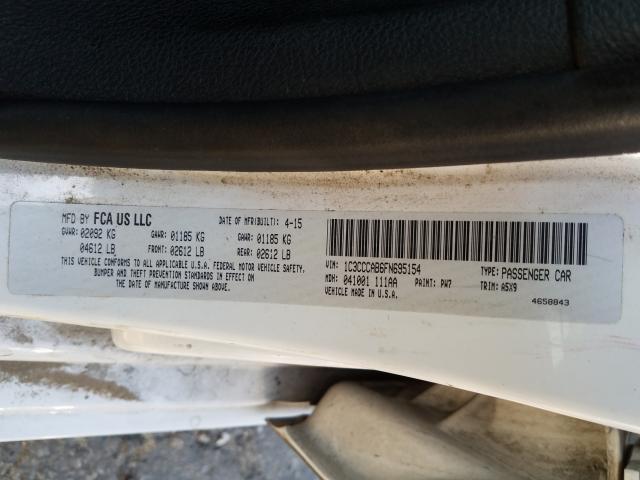 MFD BY FCA US LLC DATE OF MFR(BUILT): 4-15
GVWR: 02092 KG GAWR: 01185 KG GAWR: 01185 KG
04612 LB FRONT: 02612 LB REAR: 02612 LB
THIS VEHICLE CONFORMS TO ALL APPLICABLE U.S.A. FEDERAL MOTOR VEHICLE SAFETY,
BUMPER AND THEFT PREVENTION STANDARDS IN EFFECT ON
THE DATE OF MANUFACTURE SHOWN ABOVE.
VIN: 1C3CCCAB6FN695154 TYPE: PASSENGER CAR
MDH: 041001 111AA PAINT: PW7 TRIM: A5X9
VEHICLE MADE IN U.S.A. 4658843